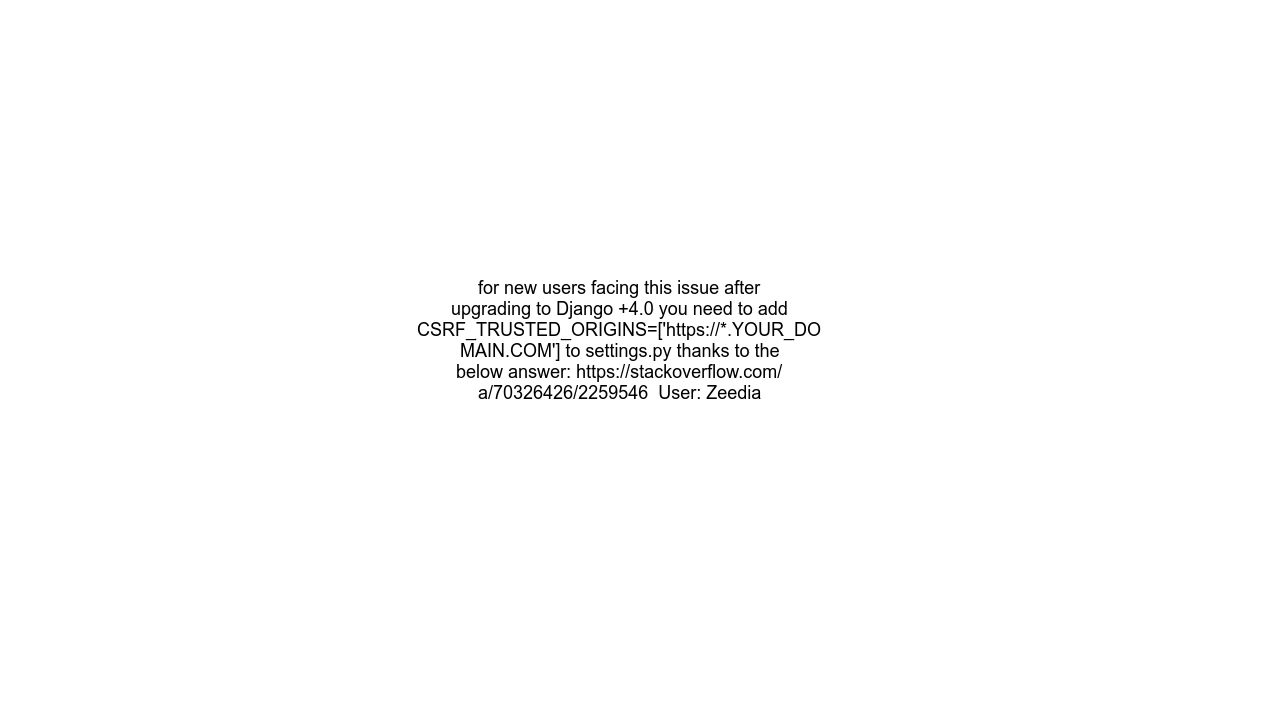 for new users facing this issue after
upgrading to Django +4.0 you need to add
CSRF_TRUSTED_ORIGINS=['https://*.YOUR_DO
MAIN.COM'] to settings.py thanks to the
below answer: https://stackoverflow.com/
a/70326426/2259546  User: Zeedia